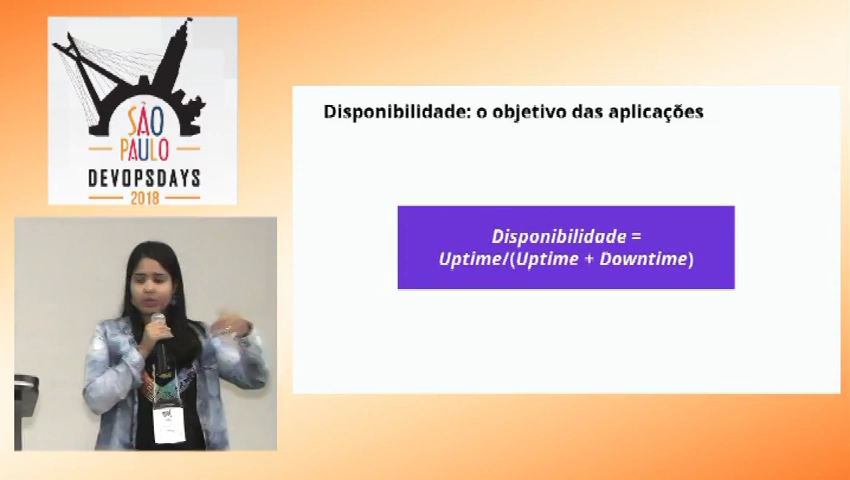 SÃO
PAULO
DEVOPSDAYS
2018
Disponibilidade: o objetivo das aplicações
Disponibilidade =
Uptime/(Uptime + Downtime)